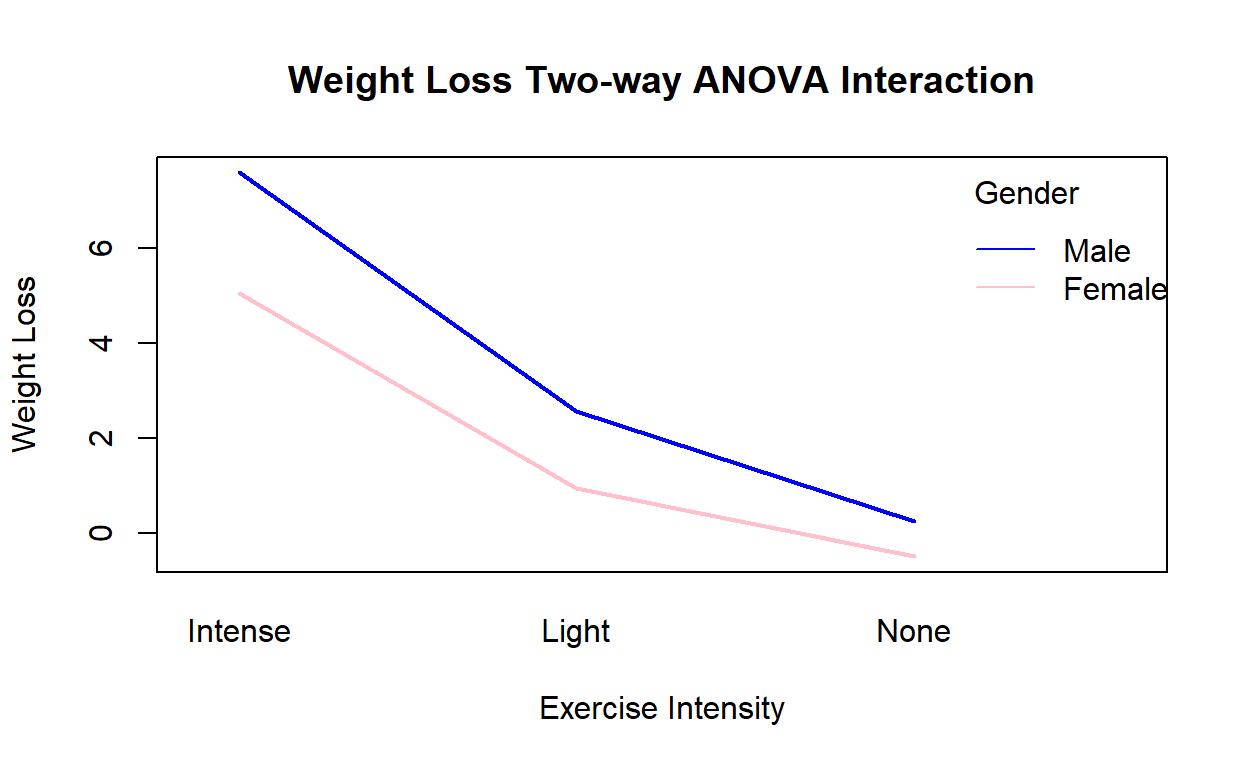 Weight Loss Two-way ANOVA Interaction
Gender
Male
Female
6
4
2
0
Weight Loss
Intense Light None
Exercise Intensity